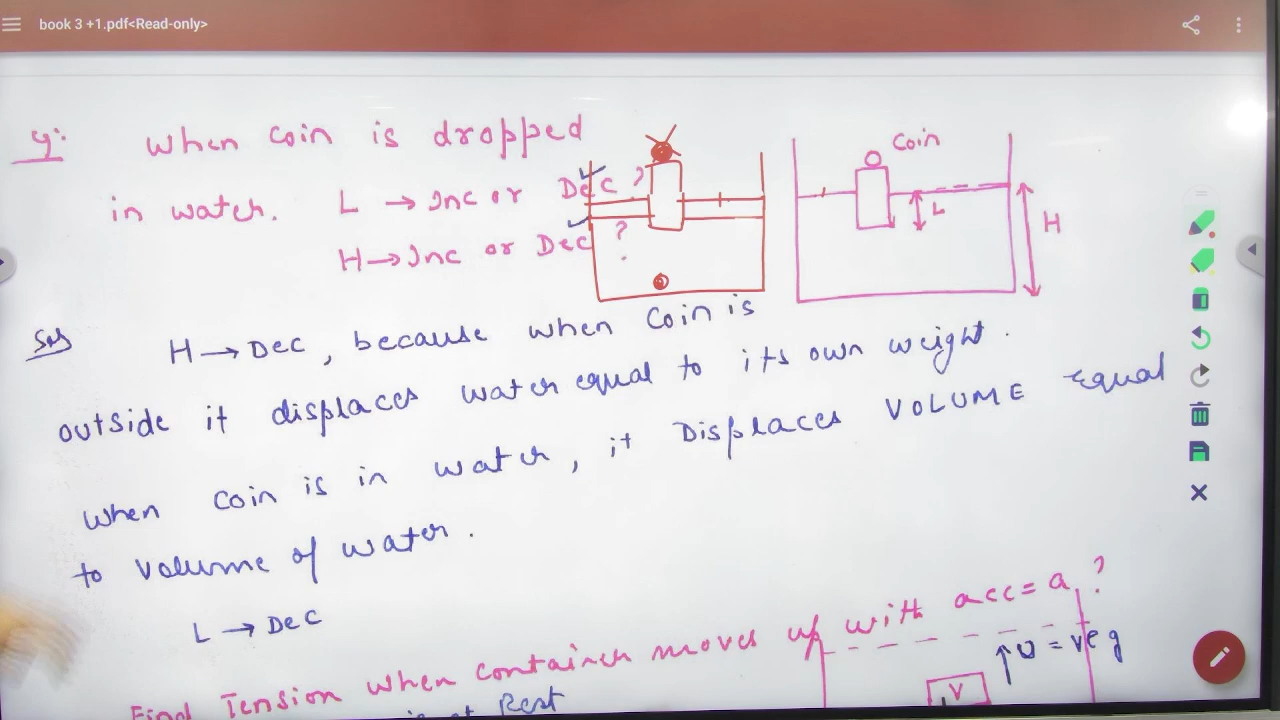 book 3 +1.pdf<Read-only>
When Coin is dropped
in water. L → Inc or Dec ?
H → Inc or Dec ?
Coin
L
H
H → Dec, because when Coin is
outside it displaces water equal to its own weight.
When Coin is in water, it Displaces VOLUME equal
to Volume of water.
L → Dec
Find Tension when container moves up with acc = a ?
is at Rest
V